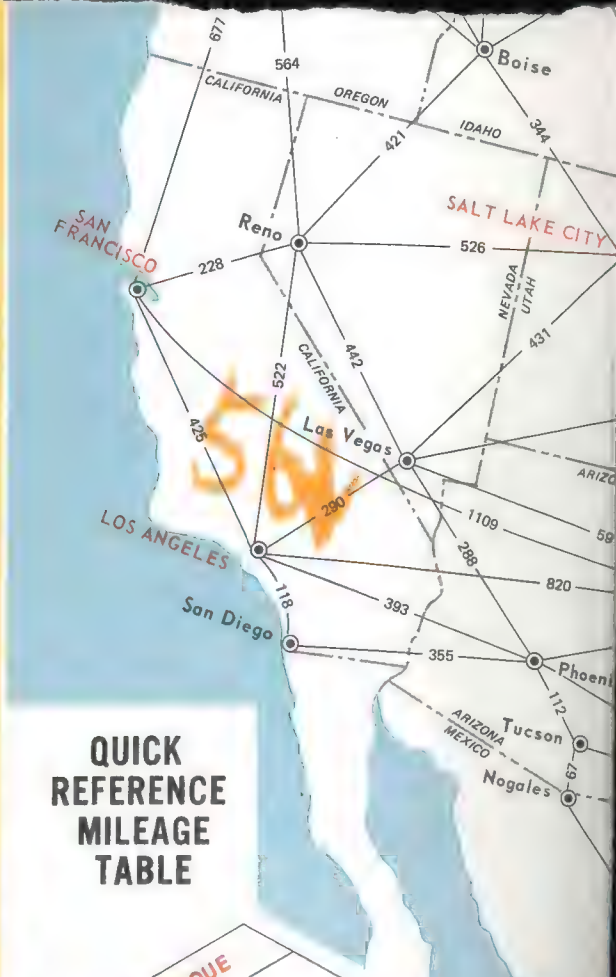 677
564
Boise
CALIFORNIA
OREGON
IDAHO
421
344
SAN
FRANCISCO
Reno
SALT LAKE CITY
228
526
NEVADA
UTAH
522
442
CALIFORNIA
431
425
Las Vegas
ARIZO
290
1109
59
LOS ANGELES
288
118
820
393
San Diego
355
Phoeni
112
ARIZONA
MEXICO
Tucson
67
Nogales
QUICK
REFERENCE
MILEAGE
TABLE
QUE